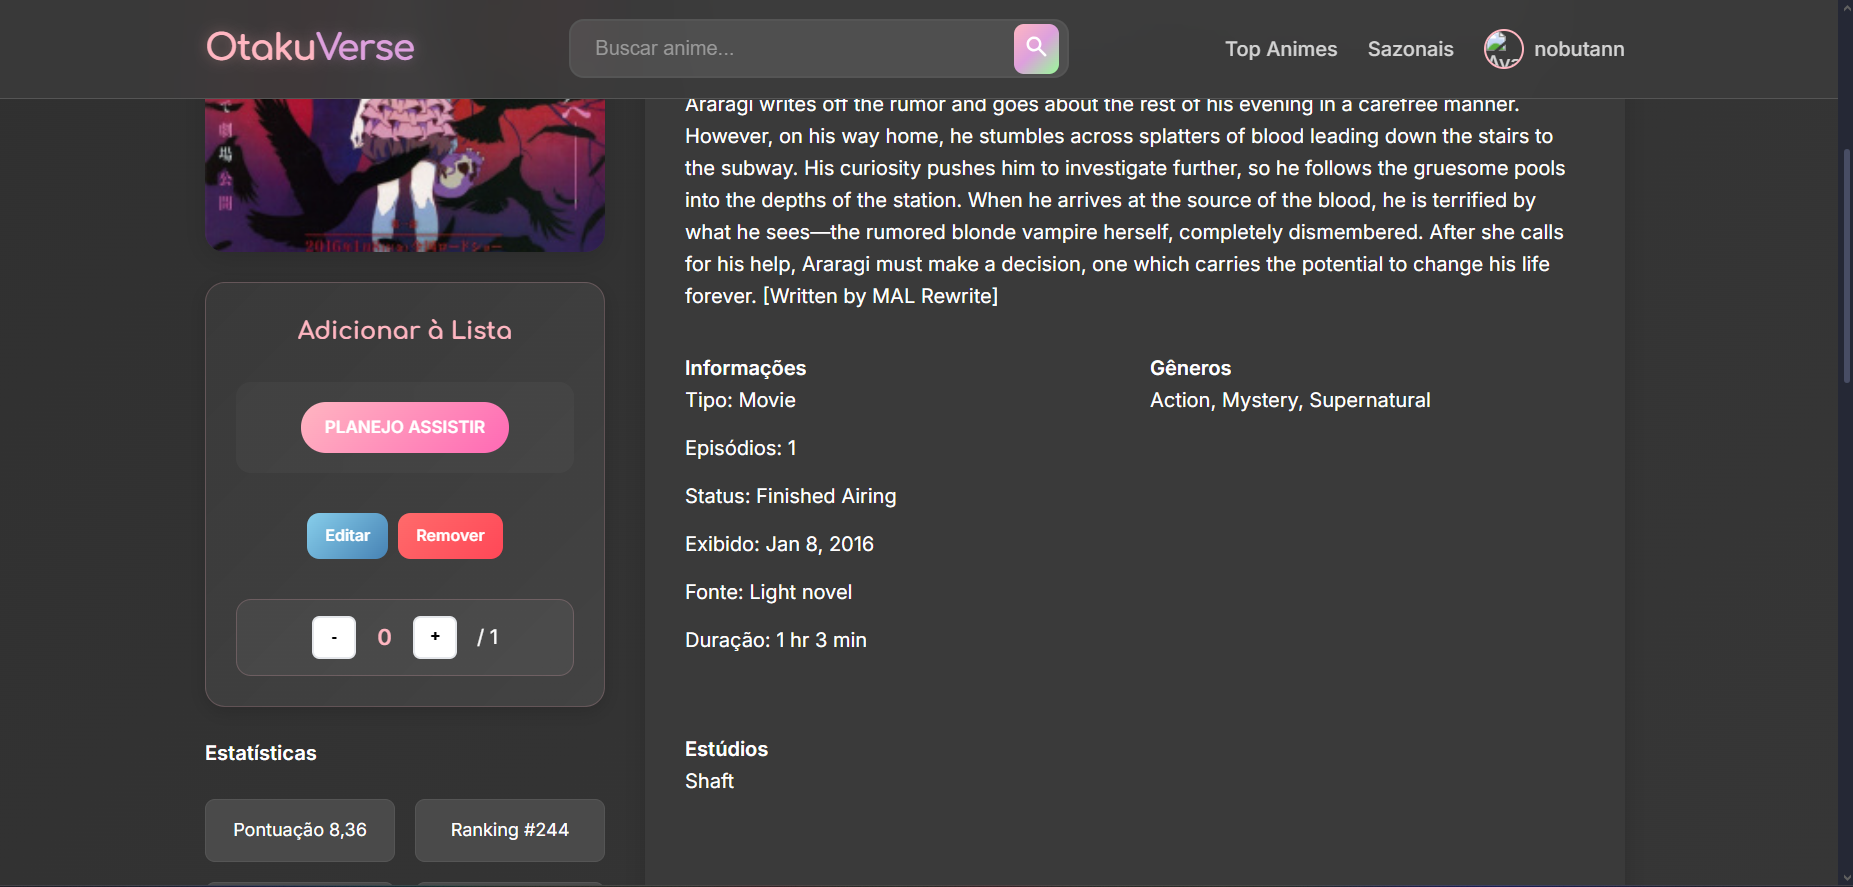 OtakuVerse
Buscar anime...
Top Animes
Sazonais
nobutann
で
劇
場
公
開
Adicionar à Lista
PLANEJO ASSISTIR
Editar
Remover
-
0
+
/ 1
Estatísticas
Pontuação 8,36
Ranking #244
Araragi writes off the rumor and goes about the rest of his evening in a carefree manner.
However, on his way home, he stumbles across splatters of blood leading down the stairs to
the subway. His curiosity pushes him to investigate further, so he follows the gruesome pools
into the depths of the station. When he arrives at the source of the blood, he is terrified by
what he sees—the rumored blonde vampire herself, completely dismembered. After she calls
for his help, Araragi must make a decision, one which carries the potential to change his life
forever. [Written by MAL Rewrite]
Informações
Tipo: Movie
Episódios: 1
Status: Finished Airing
Exibido: Jan 8, 2016
Fonte: Light novel
Duração: 1 hr 3 min
Gêneros
Action, Mystery, Supernatural
Estúdios
Shaft